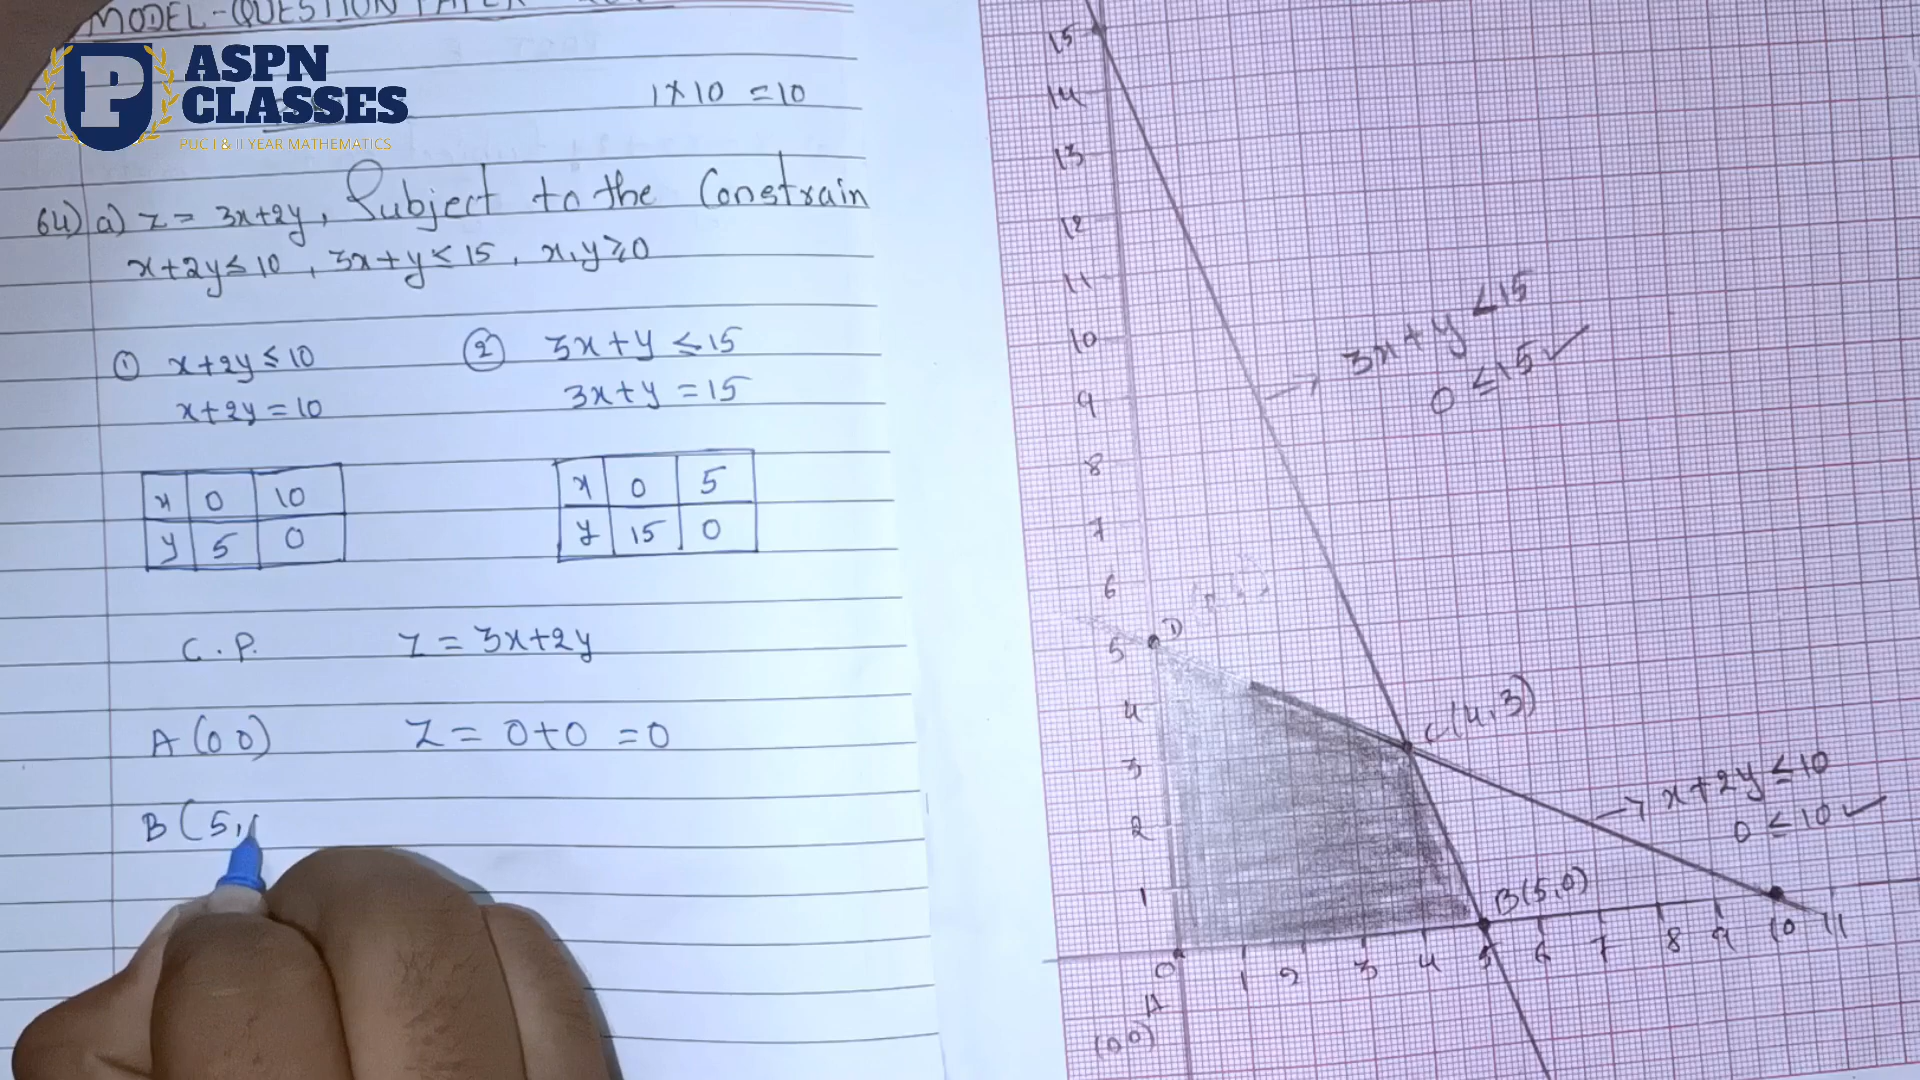 MODEL-QUESTION PAPER
ASPN
CLASSES
PUC I & II YEAR MATHEMATICS
1 x 10 = 10
64) a) z = 3x+2y, Subject to the Constrain
x+2y ≤ 10, 3x+y ≤ 15, x,y ≥ 0
① x+2y ≤ 10
x+2y = 10
② 3x+y ≤ 15
3x+y = 15
x 0 10
y 5 0
x 0 5
y 15 0
C.P. Z = 3x+2y
A(0 0) Z = 0+0 = 0
B(5,
15
14
13
12
11
10
9
8
7
6
5
4
3
2
1
3x+y ≤15
0 ≤15 ✓
D
C(4,3)
→ x+2y ≤10
0 ≤ 10 ✓
B(5,0)
0 1 2 3 4 5 6 7 8 9 10 11
A
(0 0)